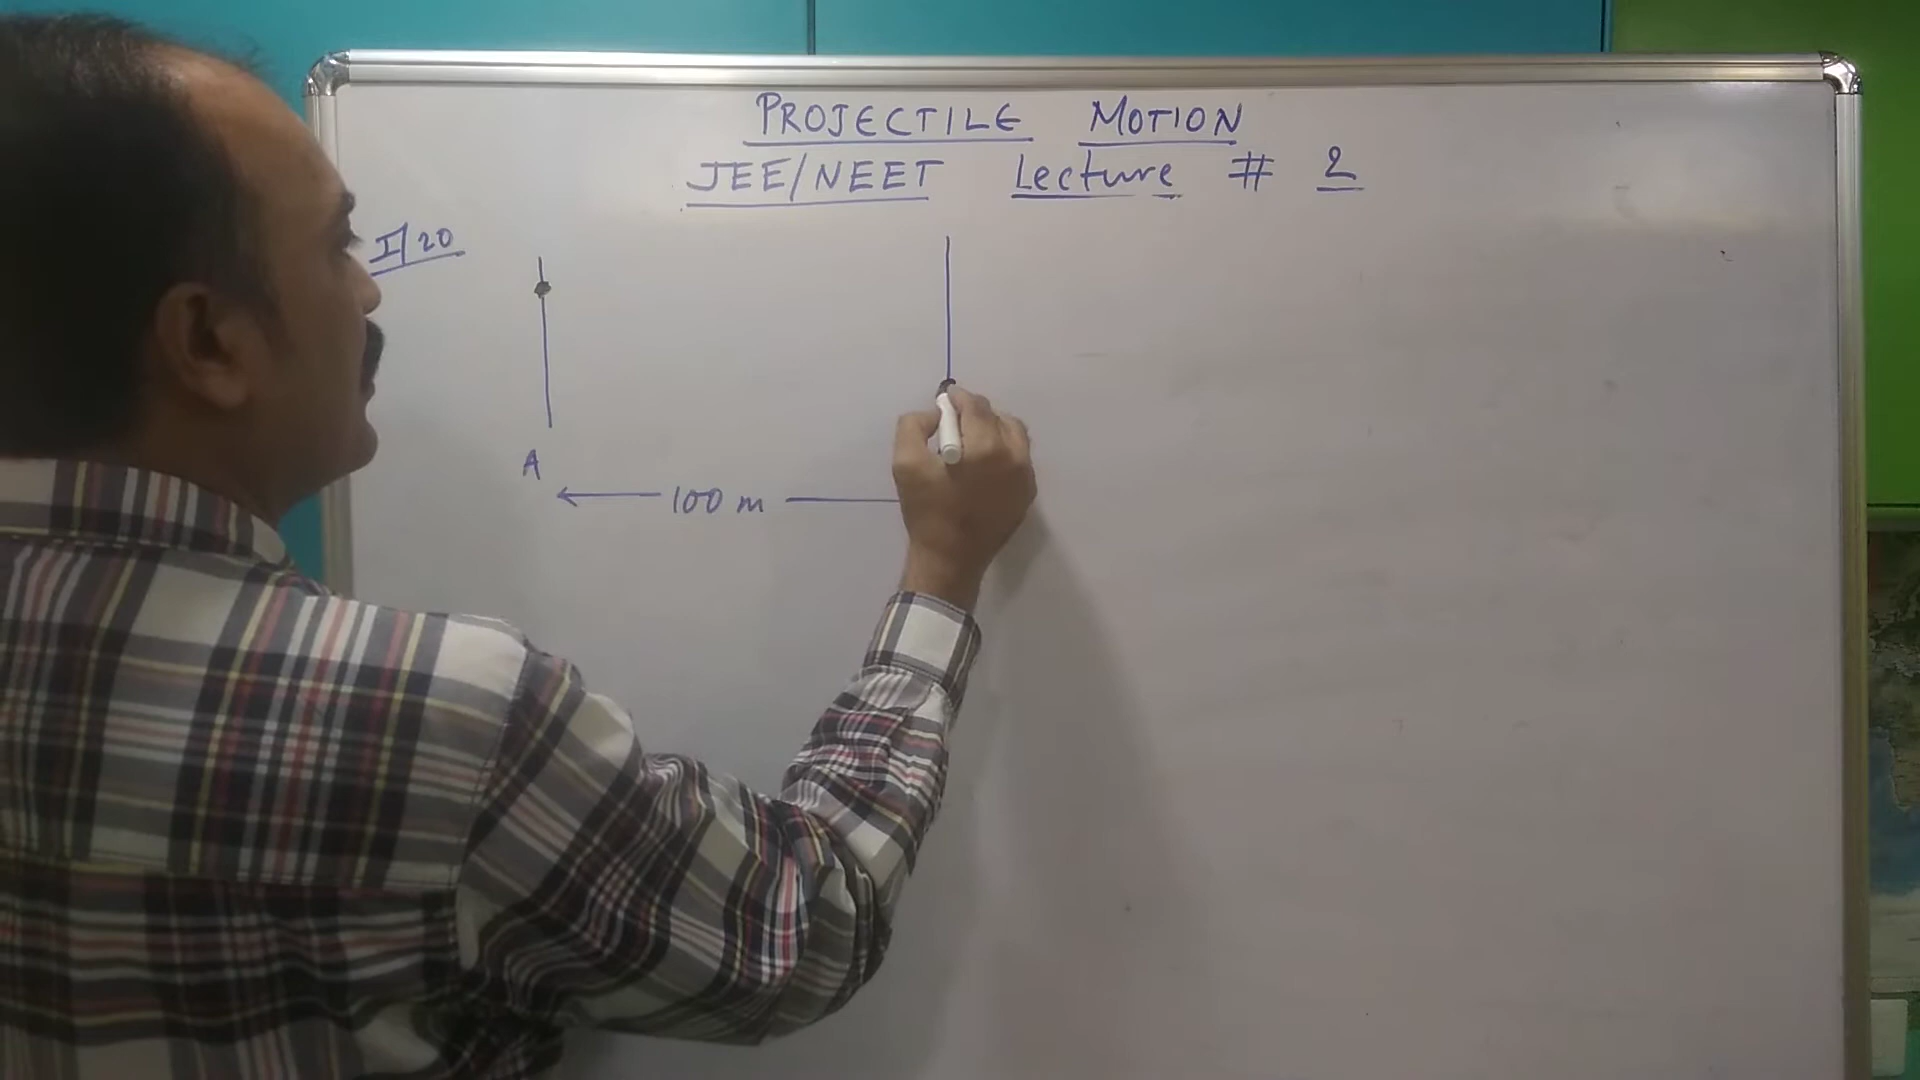 PROJECTILE MOTION
JEE/NEET Lecture # 2
I/20
A
100 m